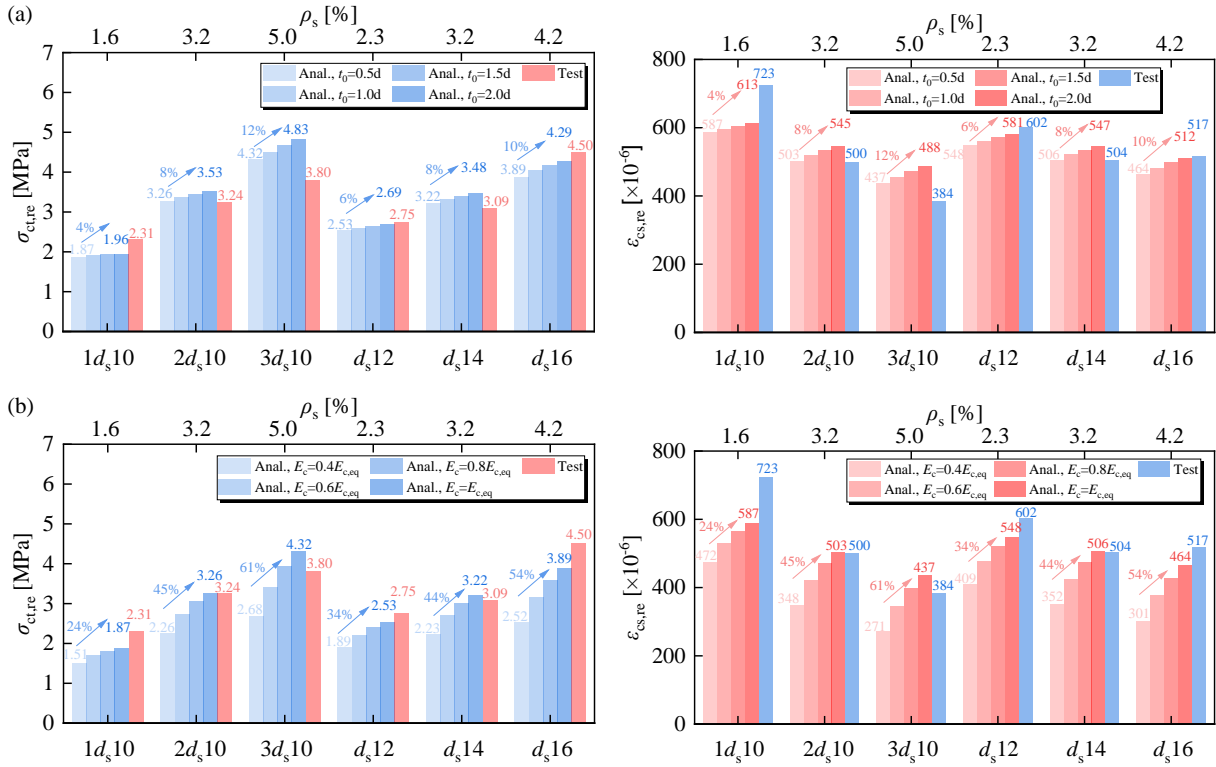 (a)
ρs [%]
1.6 3.2 5.0 2.3 3.2 4.2
7
6
5
4
3
2
1
0
σct,re [MPa]
Anal., t0=0.5d Anal., t0=1.5d Test
Anal., t0=1.0d Anal., t0=2.0d
1.87 4% 1.96 2.31
3.26 8% 3.53 3.24
4.32 12% 4.83 3.80
2.53 6% 2.69 2.75
3.22 8% 3.48 3.09
3.89 10% 4.29 4.50
1ds10 2ds10 3ds10 ds12 ds14 ds16
ρs [%]
1.6 3.2 5.0 2.3 3.2 4.2
800
600
400
200
0
εcs,re [×10-6]
Anal., t0=0.5d Anal., t0=1.5d Test
Anal., t0=1.0d Anal., t0=2.0d
587 4% 613 723
503 8% 545 500
437 12% 488 384
548 6% 581 602
506 8% 547 504
464 10% 512 517
1ds10 2ds10 3ds10 ds12 ds14 ds16
(b)
ρs [%]
1.6 3.2 5.0 2.3 3.2 4.2
7
6
5
4
3
2
1
0
σct,re [MPa]
Anal., Ec=0.4Ec,eq Anal., Ec=0.8Ec,eq Test
Anal., Ec=0.6Ec,eq Anal., Ec=Ec,eq
1.51 24% 1.87 2.31
2.26 45% 3.26 3.24
2.68 61% 4.32 3.80
1.89 34% 2.53 2.75
2.23 44% 3.22 3.09
2.52 54% 3.89 4.50
1ds10 2ds10 3ds10 ds12 ds14 ds16
ρs [%]
1.6 3.2 5.0 2.3 3.2 4.2
800
600
400
200
0
εcs,re [×10-6]
Anal., Ec=0.4Ec,eq Anal., Ec=0.8Ec,eq Test
Anal., Ec=0.6Ec,eq Anal., Ec=Ec,eq
472 24% 587 723
348 45% 503 500
271 61% 437 384
409 34% 548 602
352 44% 506 504
301 54% 464 517
1ds10 2ds10 3ds10 ds12 ds14 ds16